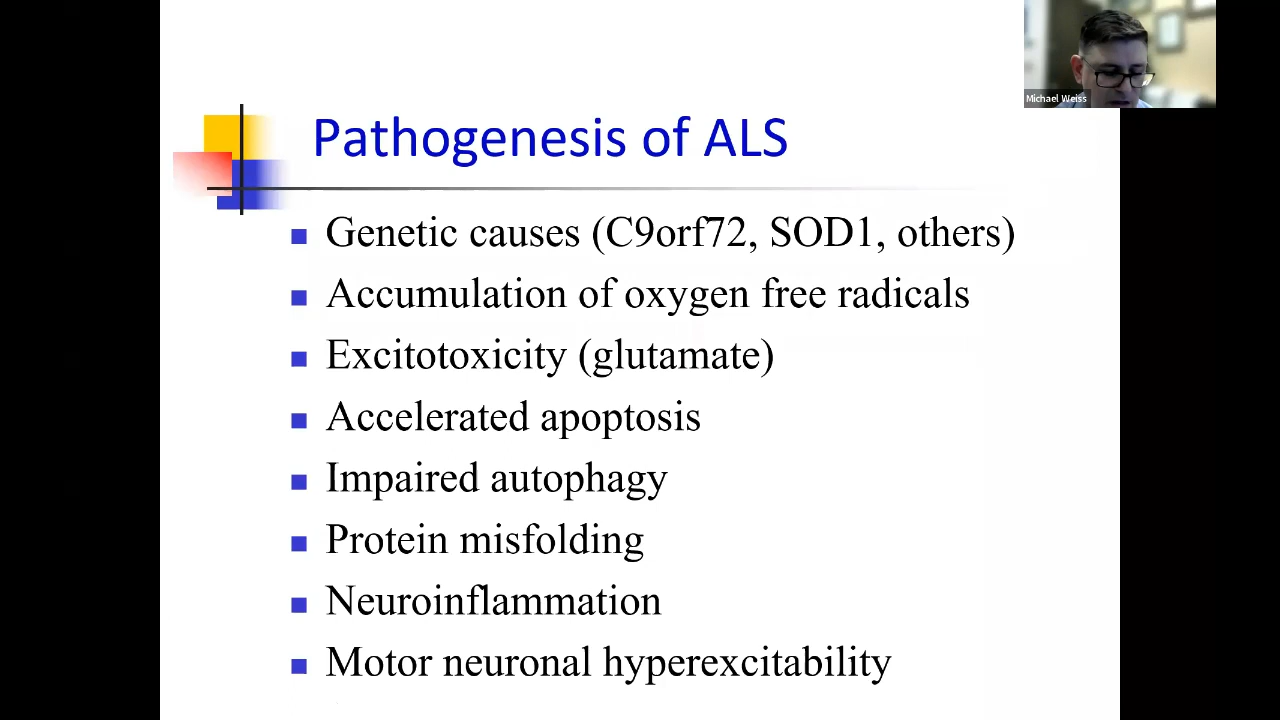 Michael Weiss
Pathogenesis of ALS
Genetic causes (C9orf72, SOD1, others)
Accumulation of oxygen free radicals
Excitotoxicity (glutamate)
Accelerated apoptosis
Impaired autophagy
Protein misfolding
Neuroinflammation
Motor neuronal hyperexcitability